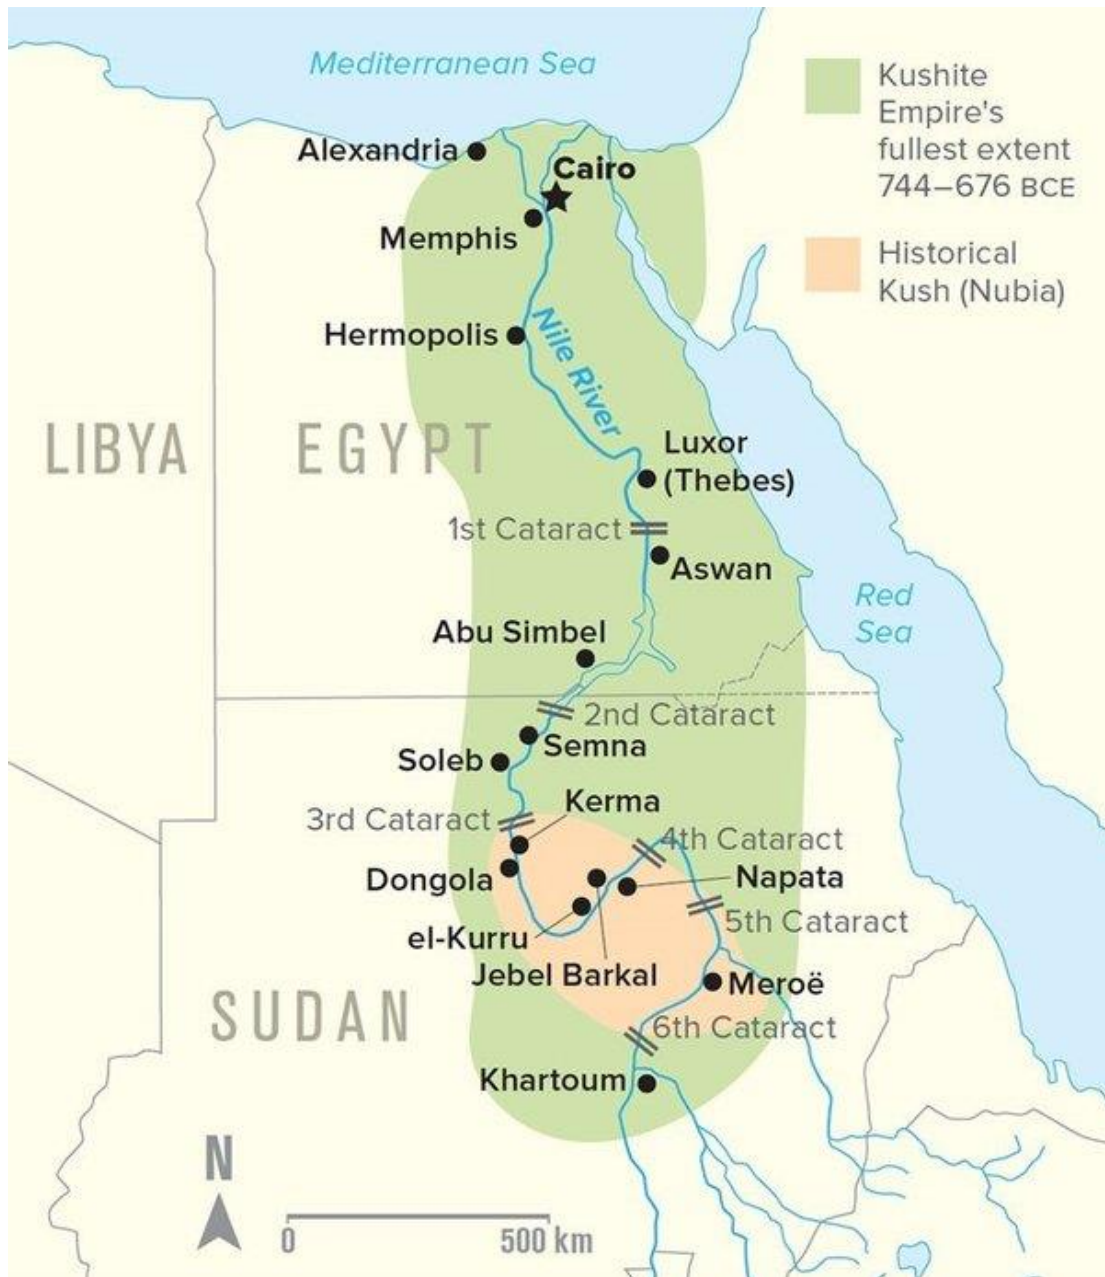 Mediterranean Sea
Kushite
Empire's
fullest extent
744–676 BCE
Historical
Kush (Nubia)
Alexandria
Cairo
Memphis
Hermopolis
Nile River
LIBYA
EGYPT
Luxor
(Thebes)
1st Cataract
Aswan
Red
Sea
Abu Simbel
2nd Cataract
Semna
Soleb
Kerma
3rd Cataract
4th Cataract
Dongola
Napata
5th Cataract
el-Kurru
Jebel Barkal
Meroë
SUDAN
6th Cataract
Khartoum
N
0
500 km